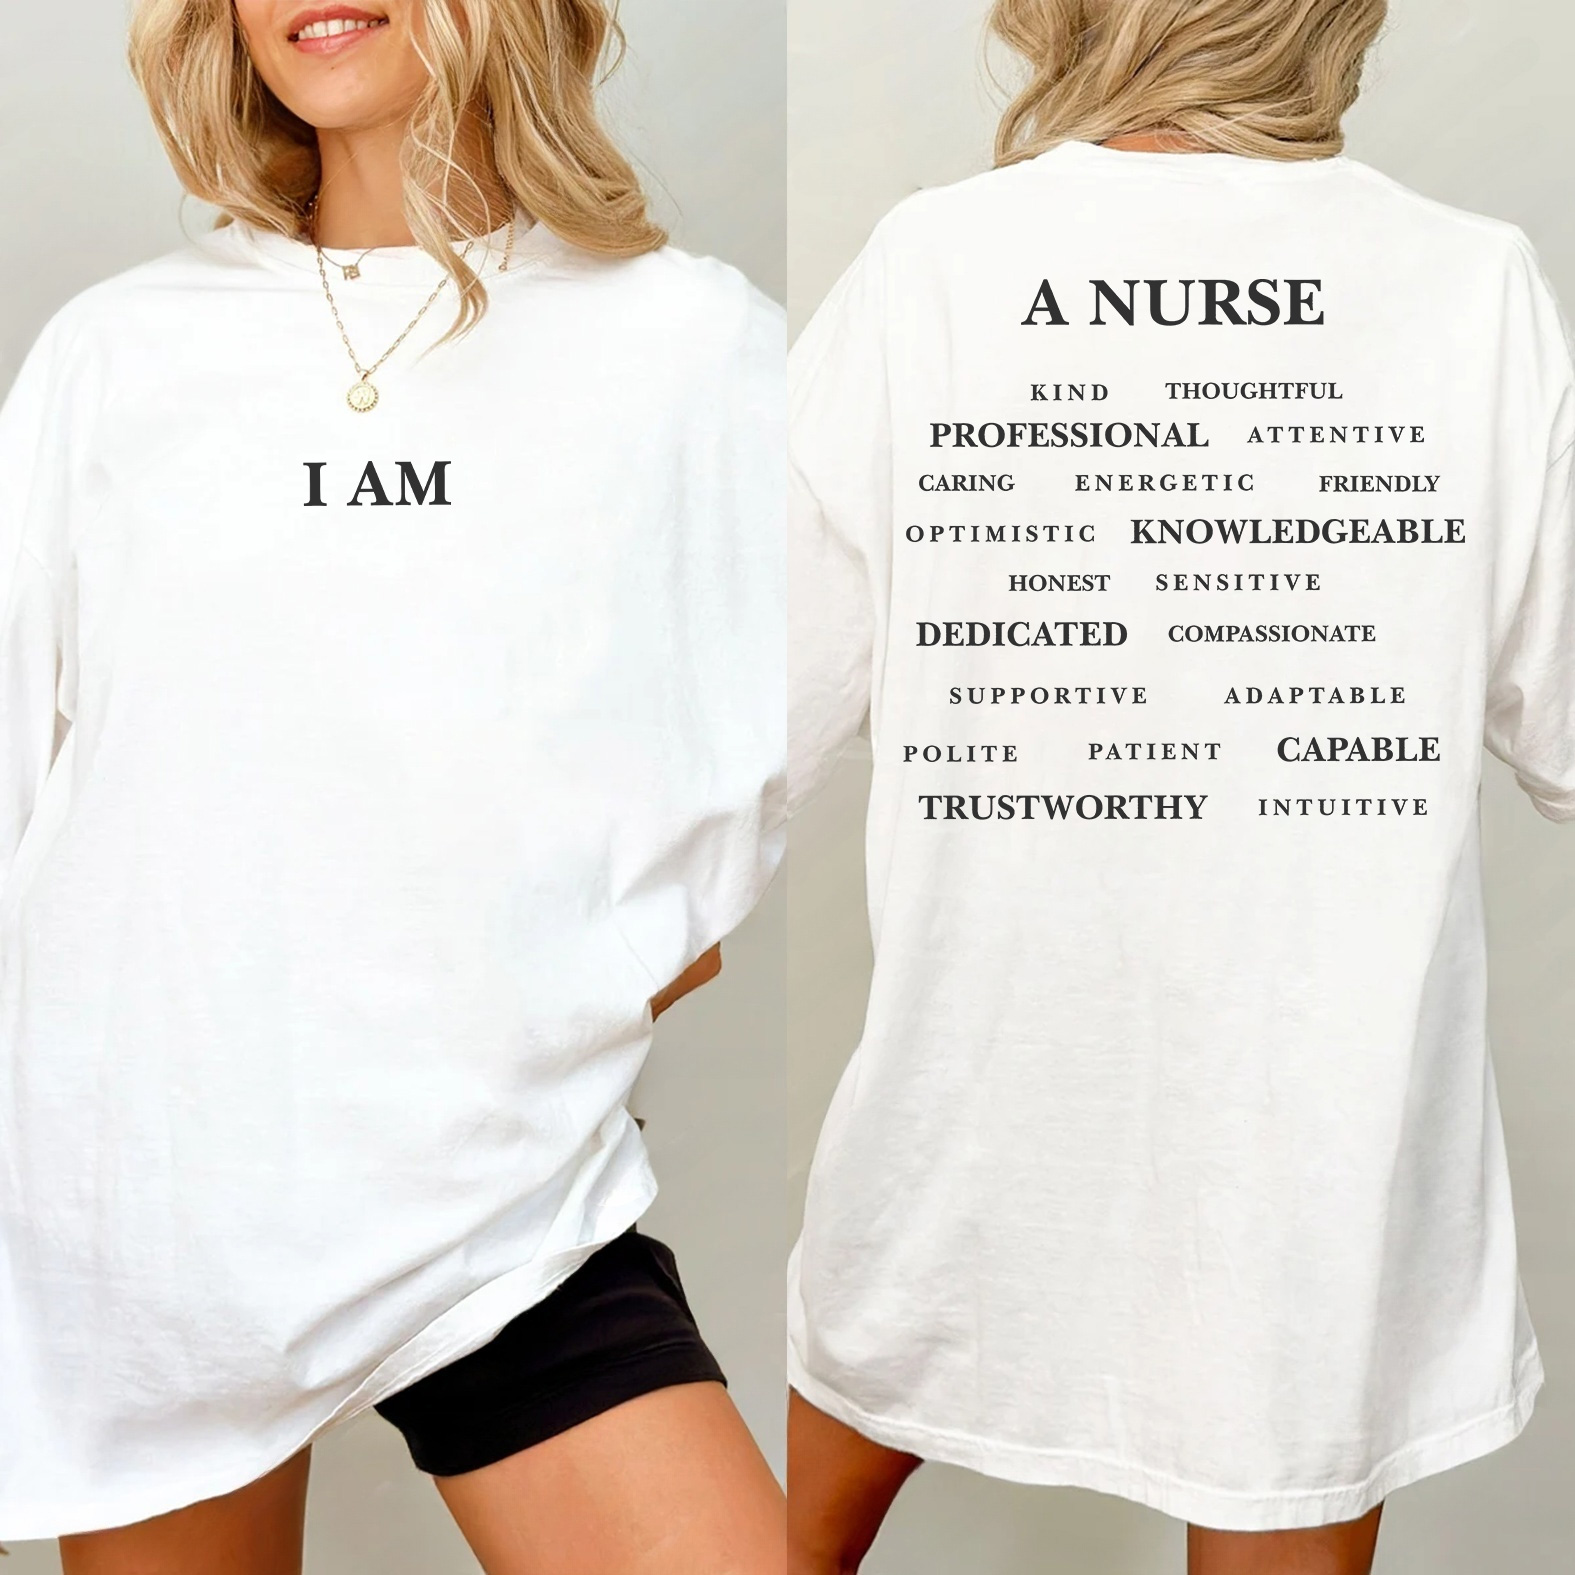 I AM
A NURSE
KIND THOUGHTFUL
PROFESSIONAL ATTENTIVE
CARING ENERGETIC FRIENDLY
OPTIMISTIC KNOWLEDGEABLE
HONEST SENSITIVE
DEDICATED COMPASSIONATE
SUPPORTIVE ADAPTABLE
POLITE PATIENT CAPABLE
TRUSTWORTHY INTUITIVE